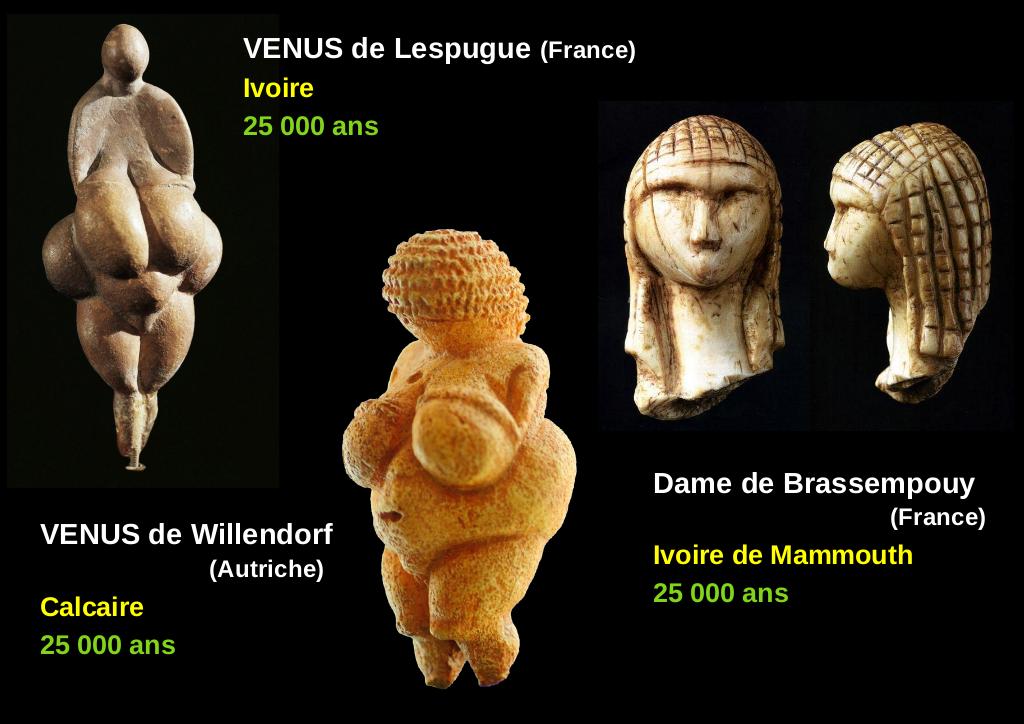 VENUS de Lespugue (France)
Ivoire
25 000 ans
VENUS de Willendorf
(Autriche)
Calcaire
25 000 ans
Dame de Brassempouy
(France)
Ivoire de Mammouth
25 000 ans